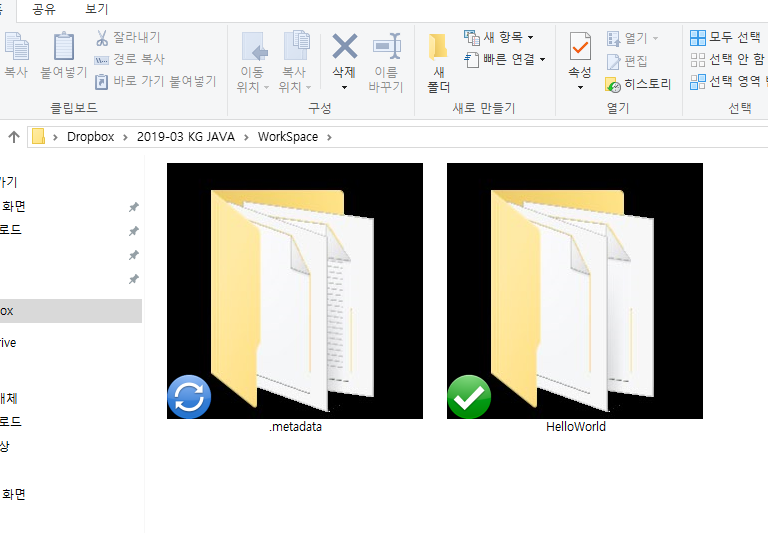 공유 보기
복사
붙여넣기
잘라내기
경로 복사
바로 가기 붙여넣기
클립보드
이동 위치
복사 위치
삭제
이름 바꾸기
구성
새 폴더
새 항목
빠른 연결
새로 만들기
속성
열기
편집
히스토리
열기
모두 선택
선택 안 함
선택 영역
선택
Dropbox > 2019-03 KG JAVA > WorkSpace >
가기
화면
로드
ox
rive
개체
로드
상
화면
.metadata
HelloWorld